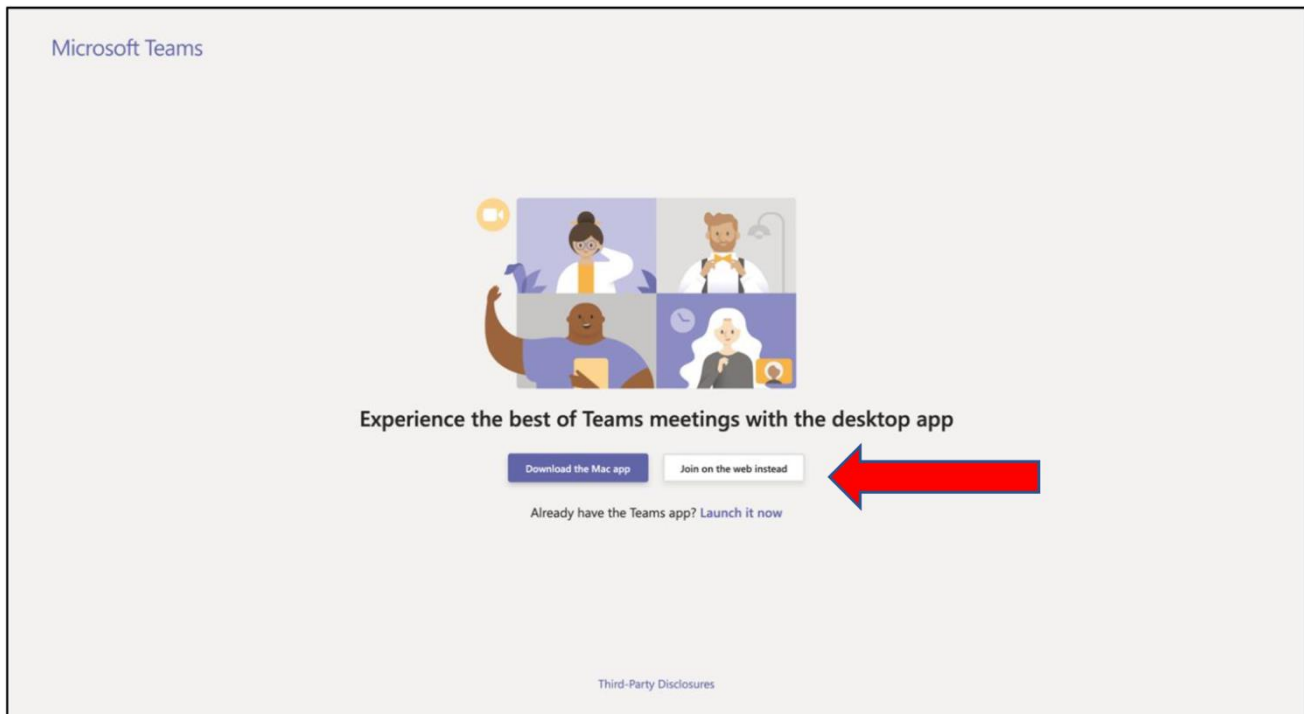 Microsoft Teams
Experience the best of Teams meetings with the desktop app
Download the Mac app
Join on the web instead
Already have the Teams app? Launch it now
Third-Party Disclosures